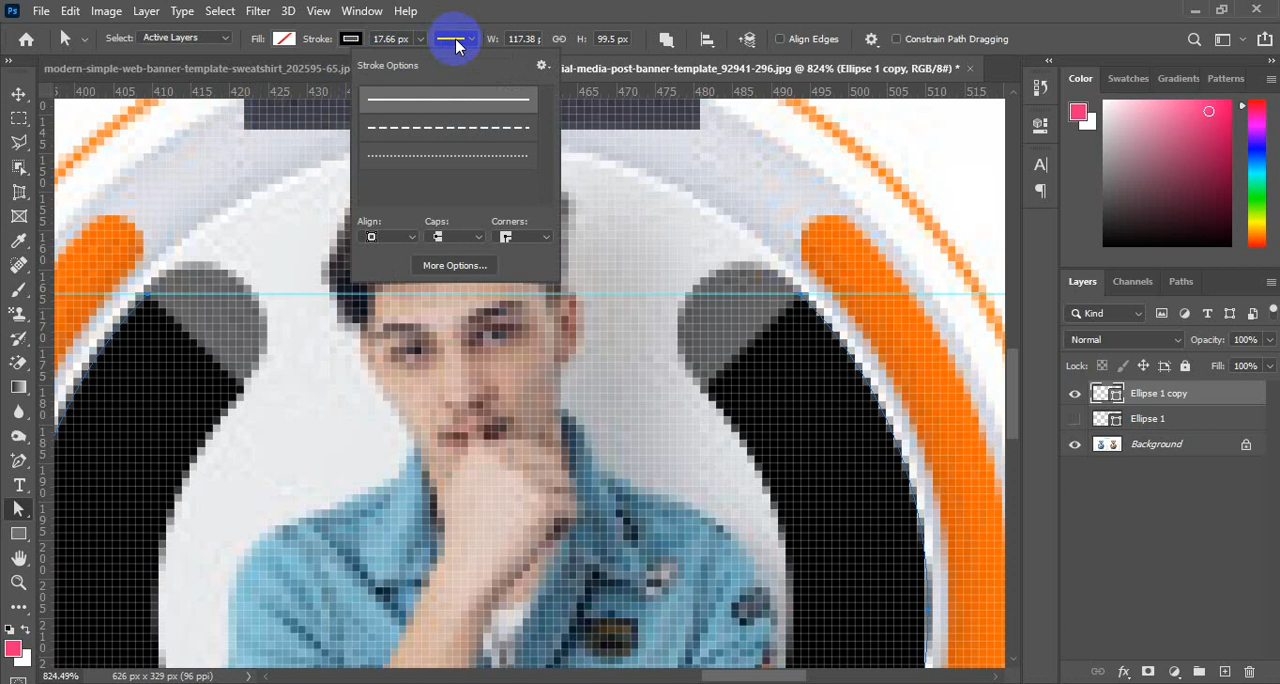 Ps File Edit Image Layer Type Select Filter 3D View Window Help
Select: Active Layers Fill: Stroke: 17.66 px W: 117.38 H: 99.5 px Align Edges Constrain Path Dragging
modern-simple-web-banner-template-sweatshirt_202595-65.jp
ial-media-post-banner-template_92941-296.jpg @ 824% (Ellipse 1 copy, RGB/8#) *
400 405 410 415 420 425 430 465 470 475 480 485 490 495 500 505 510 515
Stroke Options
Align: Caps: Corners:
More Options...
Color Swatches Gradients Patterns
Layers Channels Paths
Kind
Normal Opacity: 100%
Lock: Fill: 100%
Ellipse 1 copy
Ellipse 1
Background
824.49% 626 px x 329 px (96 ppi)